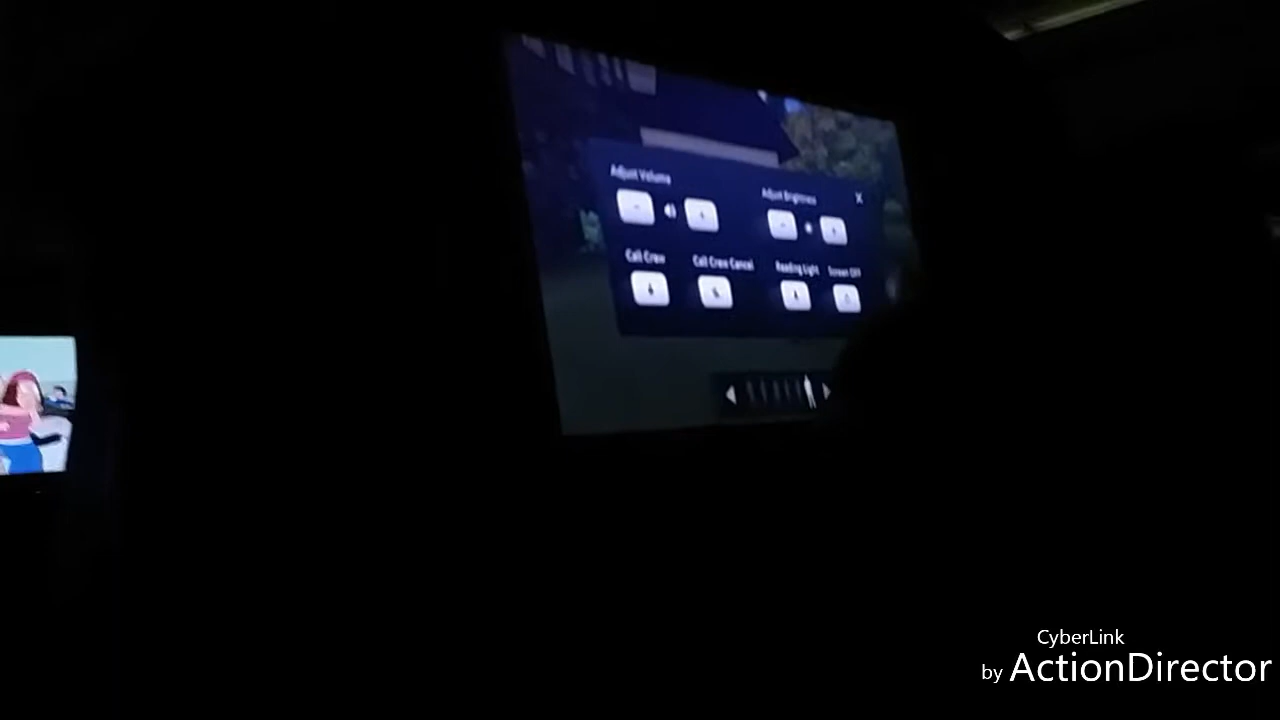 Adjust Volume
Adjust Brightness
X
Call Crew
Call Crew Cancel
Reading Light
Screen Off
CyberLink
by ActionDirector